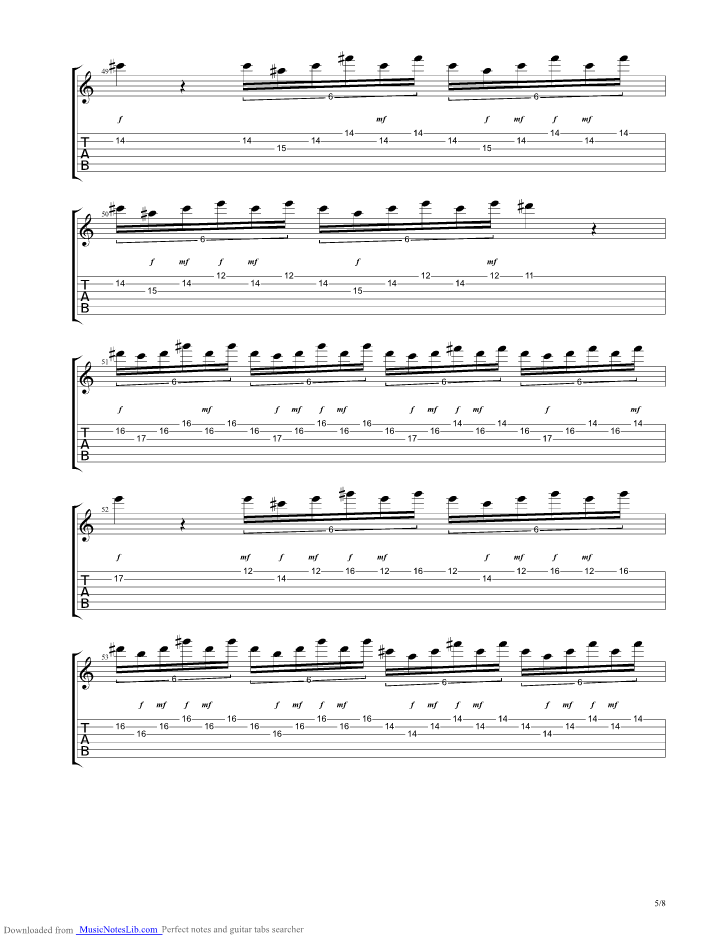 49
6 6
f mf f mf f mf
14 14 14 14 14 14 14 14 14 14
14 14
T
A 15 15
B
50
6 6
f mf f mf f mf
12 12 12 12 11
T 14 14 14 14 14 14
A 15 15
B
51
6 6 6 6
f mf f mf f mf f mf f mf f mf
16 16 16 16 14 14 14 14
T 16 16 16 16 16 16 16 16 16 16 16 16
A 17 17 17 17
B
52
6 6
f mf f mf f mf f mf f mf
12 12 16 12 16 12 12 16 12 16
T 17 14 14
A
B
53
6 6 6 6
f mf f mf f mf f mf f mf f mf f mf f mf
16 16 16 16 14 14 14 14
T 16 16 16 16 16 16 14 14 14 14 14 14
A 16 16 14 14
B
5/8
Downloaded from MusicNotesLib.com Perfect notes and guitar tabs searcher